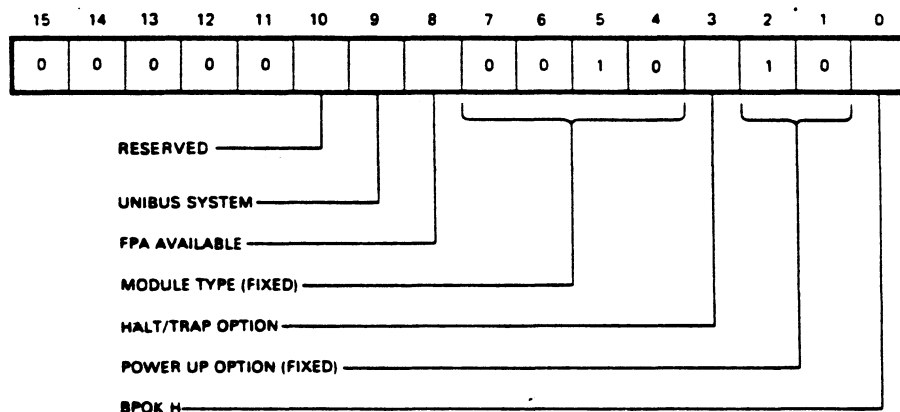 15 14 13 12 11 10 9 8 7 6 5 4 3 2 1 0
0 0 0 0 0 0 0 1 0 1 0
RESERVED
UNIBUS SYSTEM
FPA AVAILABLE
MODULE TYPE (FIXED)
HALT/TRAP OPTION
POWER UP OPTION (FIXED)
BPOK H